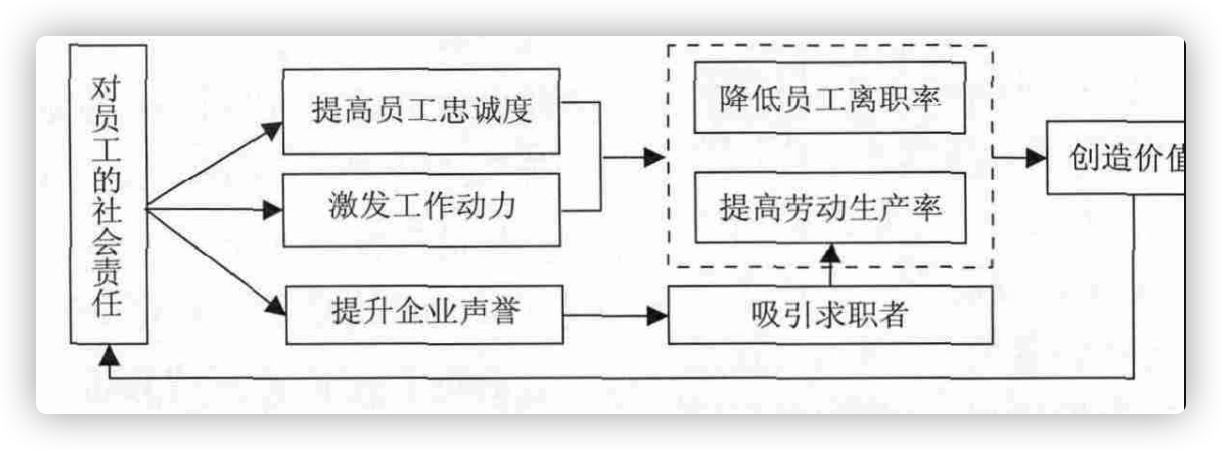 对员工的社会责任
提高员工忠诚度
激发工作动力
提升企业声誉
降低员工离职率
提高劳动生产率
吸引求职者
创造价值